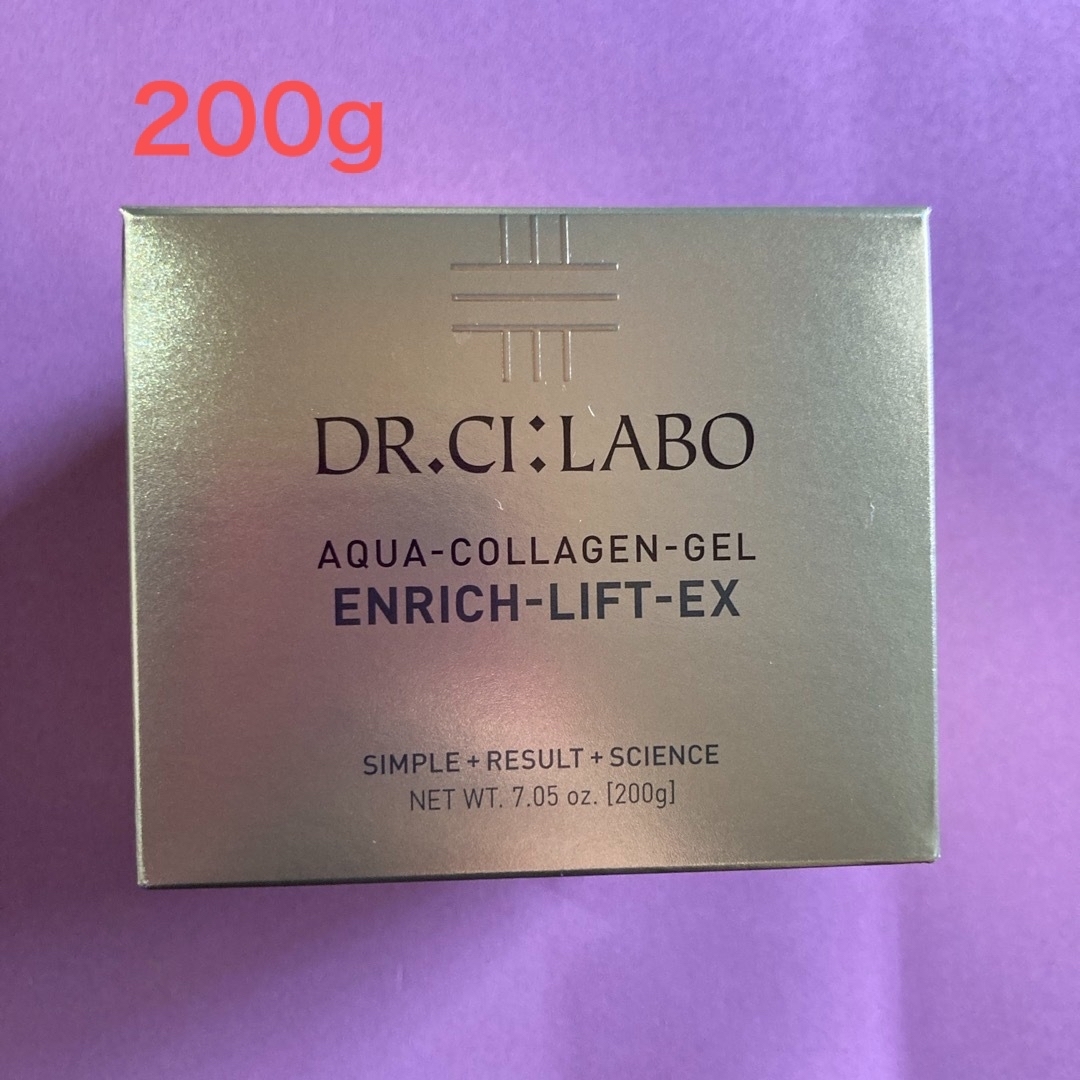 200g
DR.CI:LABO
AQUA-COLLAGEN-GEL
ENRICH-LIFT-EX
SIMPLE + RESULT + SCIENCE
NET WT. 7.05 oz. [200g]